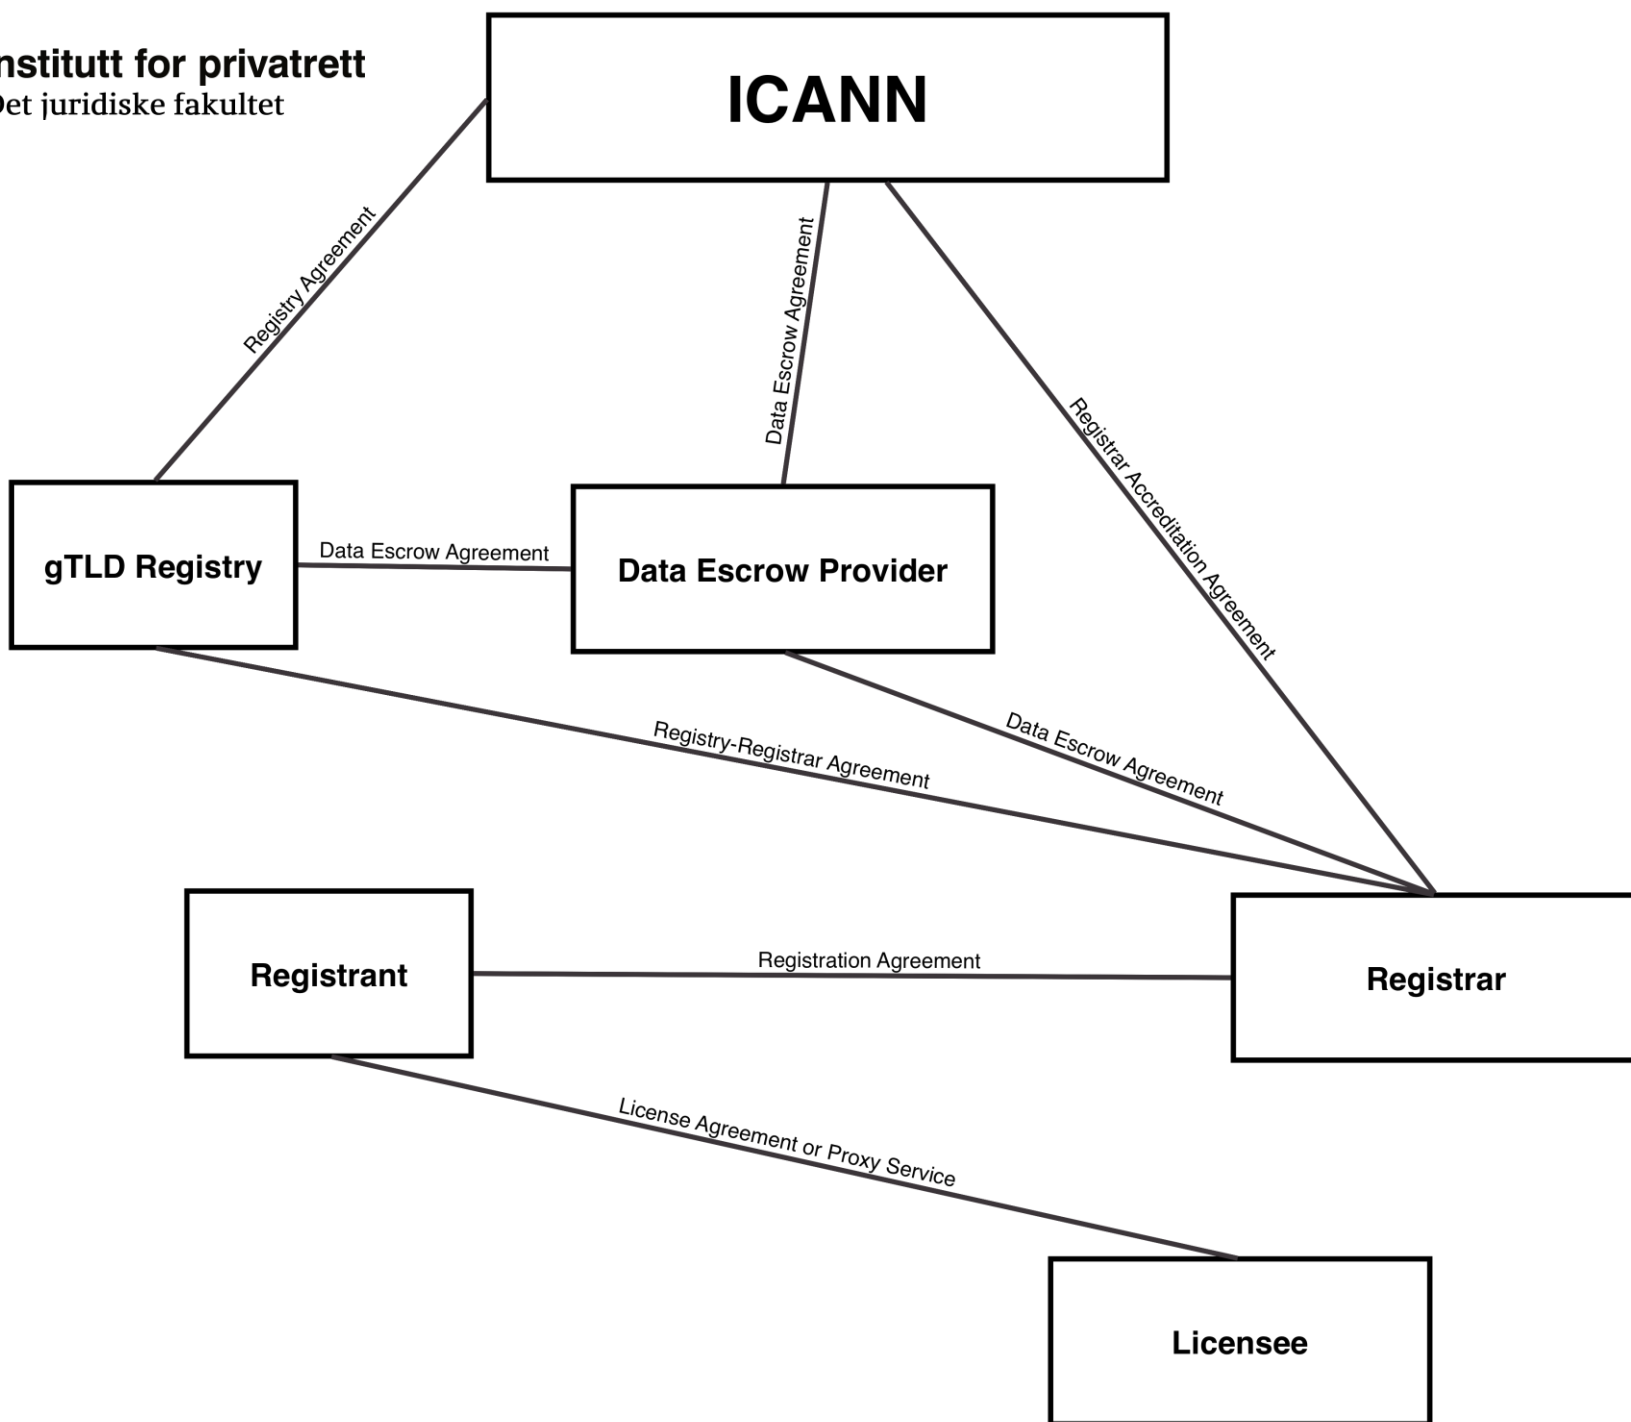 nstitutt for privatrett
Det juridiske fakultet
ICANN
Registry Agreement
Data Escrow Agreement
Registrar Accreditation Agreement
gTLD Registry
Data Escrow Agreement
Data Escrow Provider
Registry-Registrar Agreement
Data Escrow Agreement
Registrant
Registration Agreement
Registrar
License Agreement or Proxy Service
Licensee